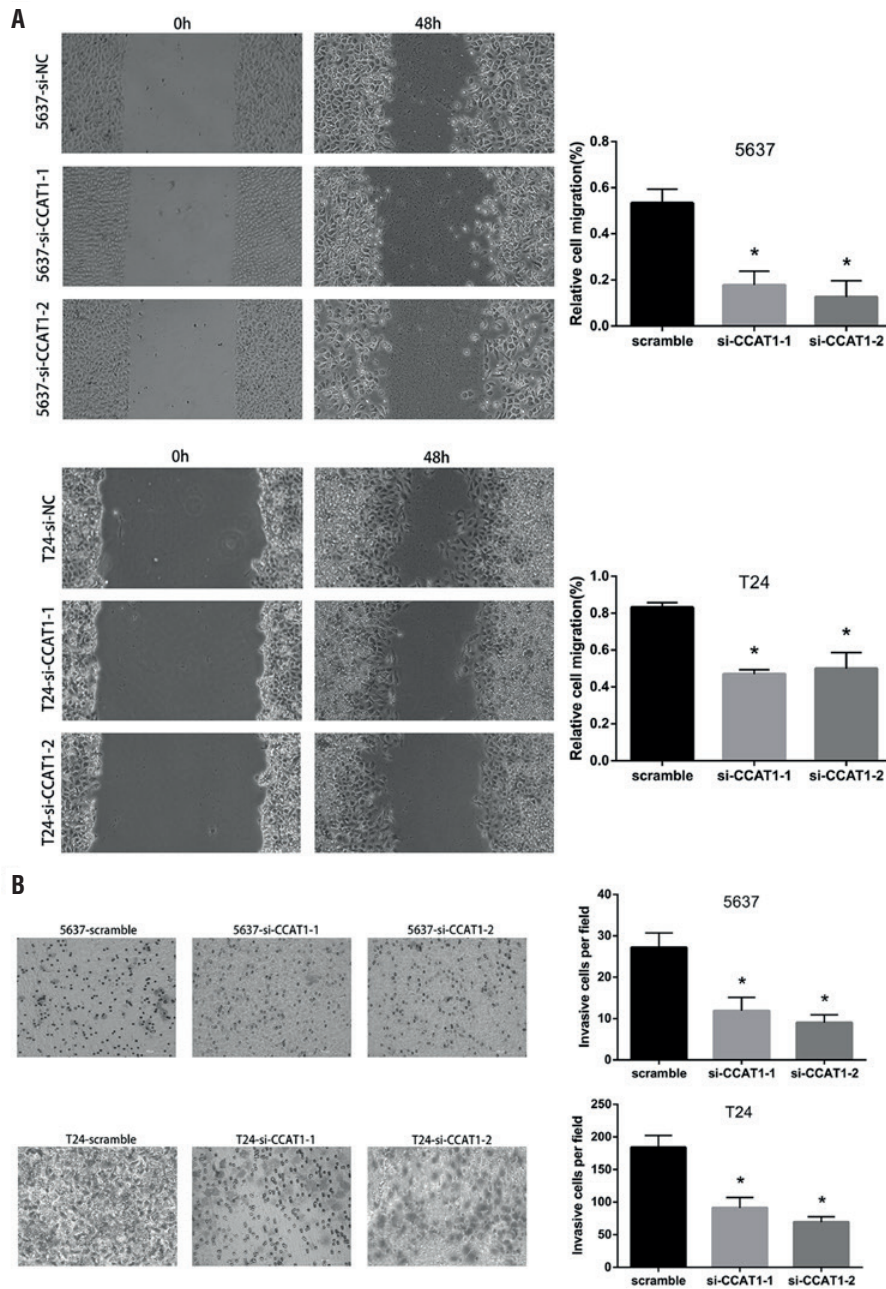 A
0h 48h
5637-si-NC
5637-si-CCAT1-1
5637-si-CCAT1-2
Relative cell migration(%)
5637
0.8
0.6
0.4
0.2
0.0
* *
scramble si-CCAT1-1 si-CCAT1-2
0h 48h
T24-si-NC
T24-si-CCAT1-1
T24-si-CCAT1-2
Relative cell migration(%)
T24
1.0
0.8
0.6
0.4
0.2
0.0
* *
scramble si-CCAT1-1 si-CCAT1-2
B
5637-scramble 5637-si-CCAT1-1 5637-si-CCAT1-2
Invasive cells per field
5637
40
30
20
10
0
* *
scramble si-CCAT1-1 si-CCAT1-2
T24-scramble T24-si-CCAT1-1 T24-si-CCAT1-2
Invasive cells per field
T24
250
200
150
100
50
0
* *
scramble si-CCAT1-1 si-CCAT1-2